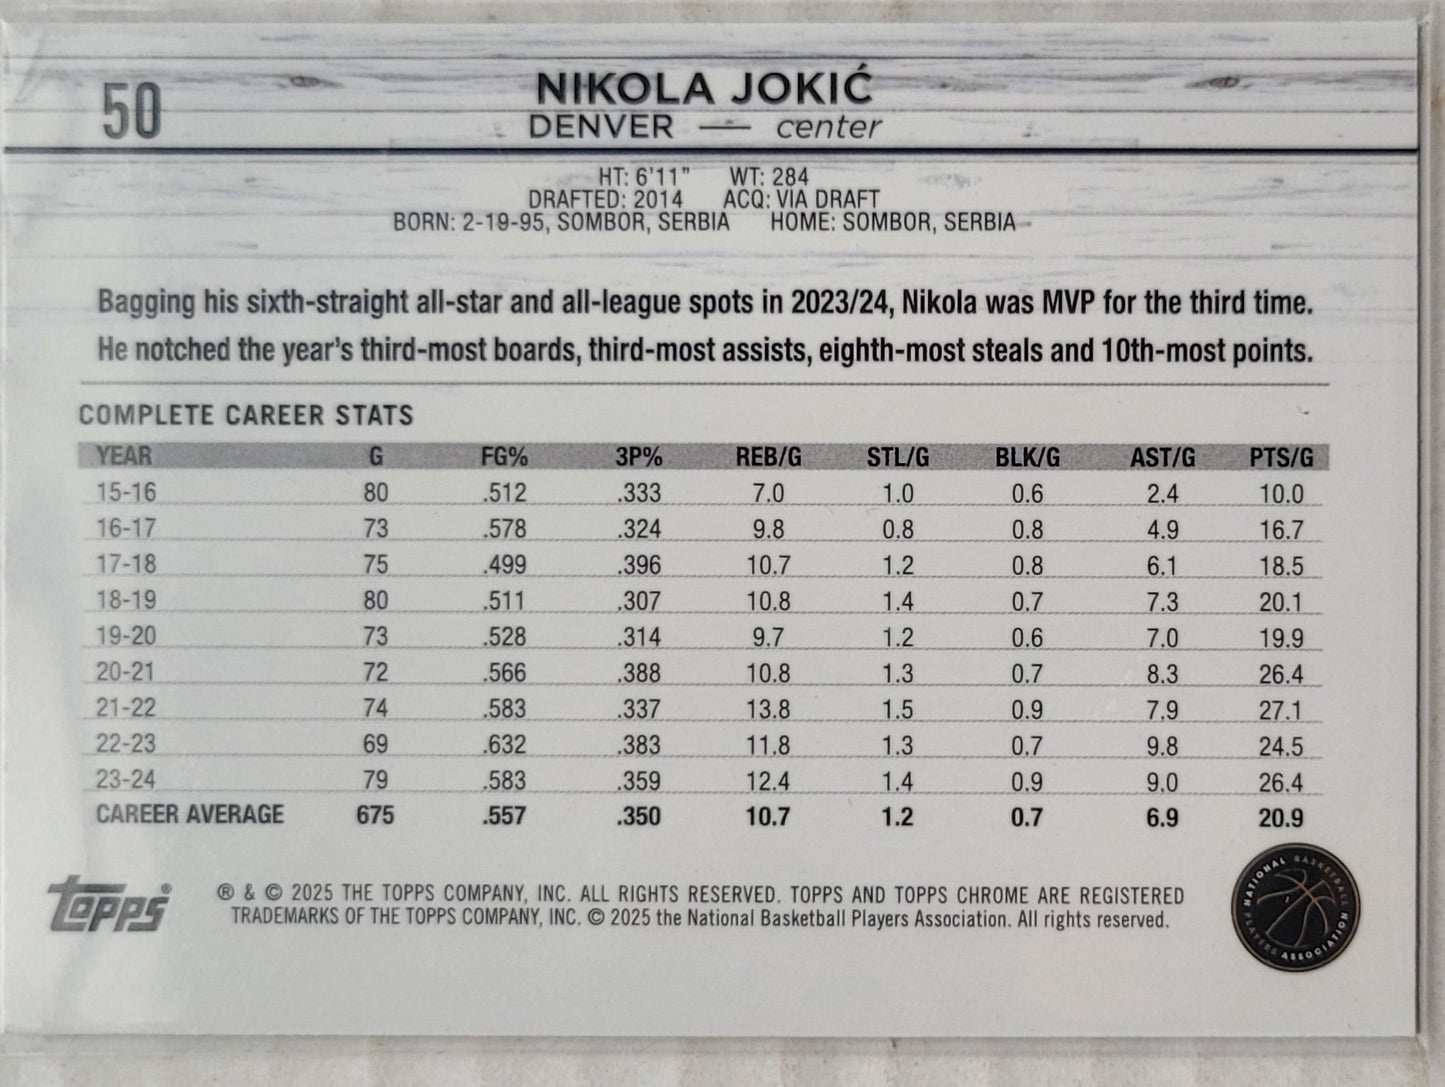 50
NIKOLA JOKIĆ
DENVER — center
HT: 6'11" WT: 284
DRAFTED: 2014 ACQ: VIA DRAFT
BORN: 2-19-95, SOMBOR, SERBIA HOME: SOMBOR, SERBIA
Bagging his sixth-straight all-star and all-league spots in 2023/24, Nikola was MVP for the third time.
He notched the year's third-most boards, third-most assists, eighth-most steals and 10th-most points.
COMPLETE CAREER STATS
YEAR G FG% 3P% REB/G STL/G BLK/G AST/G PTS/G
15-16 80 .512 .333 7.0 1.0 0.6 2.4 10.0
16-17 73 .578 .324 9.8 0.8 0.8 4.9 16.7
17-18 75 .499 .396 10.7 1.2 0.8 6.1 18.5
18-19 80 .511 .307 10.8 1.4 0.7 7.3 20.1
19-20 73 .528 .314 9.7 1.2 0.6 7.0 19.9
20-21 72 .566 .388 10.8 1.3 0.7 8.3 26.4
21-22 74 .583 .337 13.8 1.5 0.9 7.9 27.1
22-23 69 .632 .383 11.8 1.3 0.7 9.8 24.5
23-24 79 .583 .359 12.4 1.4 0.9 9.0 26.4
CAREER AVERAGE 675 .557 .350 10.7 1.2 0.7 6.9 20.9
topps®
® & © 2025 THE TOPPS COMPANY, INC. ALL RIGHTS RESERVED. TOPPS AND TOPPS CHROME ARE REGISTERED
TRADEMARKS OF THE TOPPS COMPANY, INC. © 2025 the National Basketball Players Association. All rights reserved.
NATIONAL BASKETBALL
PLAYERS ASSOCIATION